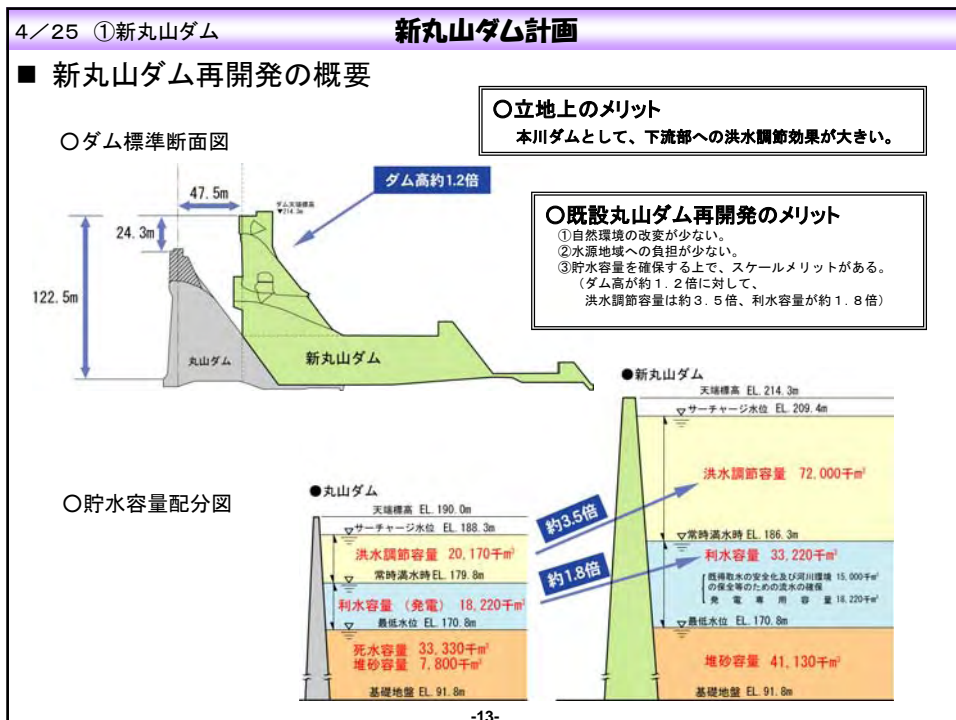 4／25 ①新丸山ダム
新丸山ダム計画
■ 新丸山ダム再開発の概要
〇立地上のメリット
本川ダムとして、下流部への洪水調節効果が大きい。
〇ダム標準断面図
ダム高約1.2倍
47.5m
ダム天端標高
▼214.3m
24.3m
122.5m
丸山ダム
新丸山ダム
〇既設丸山ダム再開発のメリット
①自然環境の改変が少ない。
②水源地域への負担が少ない。
③貯水容量を確保する上で、スケールメリットがある。
（ダム高が約１.２倍に対して、
洪水調節容量は約３.５倍、利水容量が約１.８倍）
●新丸山ダム
天端標高 EL.214.3m
▽サーチャージ水位 EL.209.4m
洪水調節容量 72,000千m³
▽常時満水時 EL.186.3m
利水容量 33,220千m³
既得取水の安全化及び河川環境 15,000千m³
の保全等のための流水の確保
発電専用容量 18,220千m³
▽最低水位 EL.170.8m
堆砂容量 41,130千m³
基礎地盤 EL.91.8m
〇貯水容量配分図
●丸山ダム
天端標高 EL.190.0m
▽サーチャージ水位 EL.188.3m
洪水調節容量 20,170千m³
▽常時満水時 EL.179.8m
利水容量（発電） 18,220千m³
▽最低水位 EL.170.8m
死水容量 33,330千m³
堆砂容量 7,800千m³
基礎地盤 EL.91.8m
約3.5倍
約1.8倍
-13-